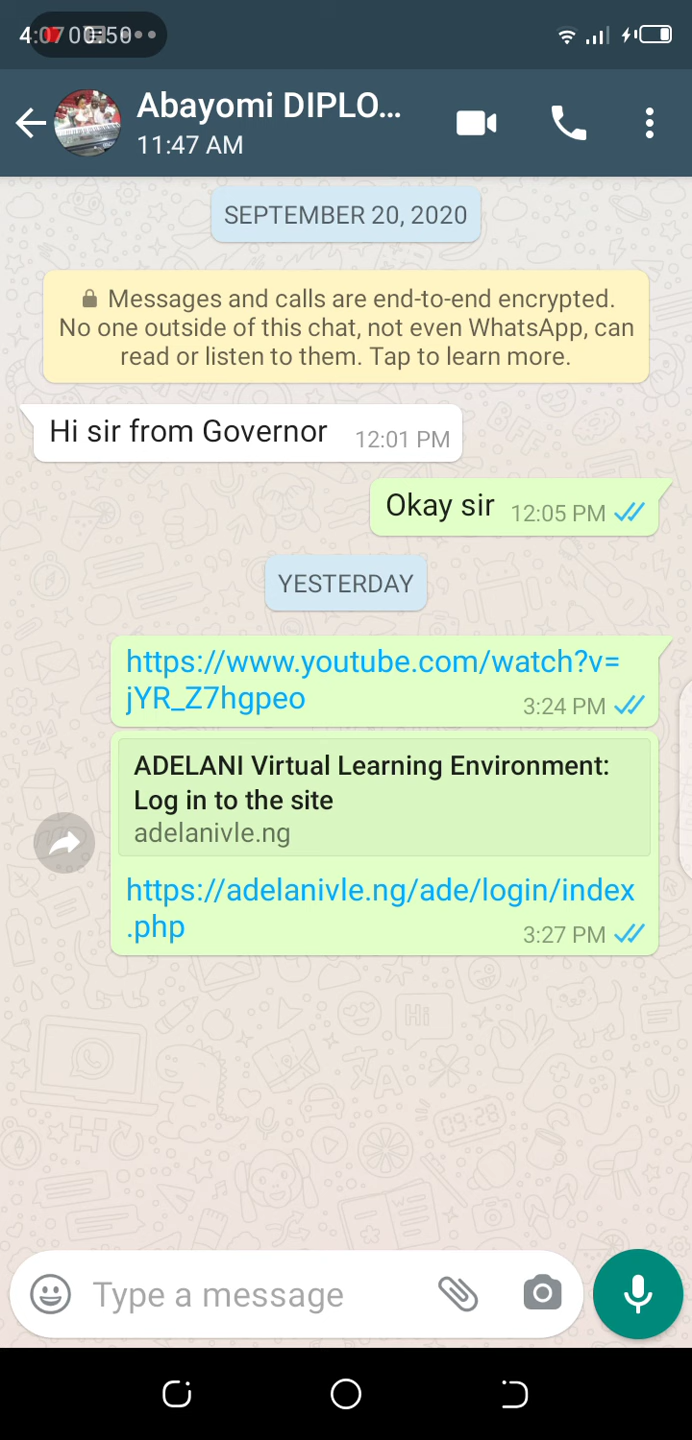 4:07 00:50
Abayomi DIPLO...
11:47 AM
SEPTEMBER 20, 2020
Messages and calls are end-to-end encrypted.
No one outside of this chat, not even WhatsApp, can
read or listen to them. Tap to learn more.
Hi sir from Governor 12:01 PM
Okay sir 12:05 PM
YESTERDAY
https://www.youtube.com/watch?v=
jYR_Z7hgpeo 3:24 PM
ADELANI Virtual Learning Environment:
Log in to the site
adelanivle.ng
https://adelanivle.ng/ade/login/index
.php 3:27 PM
Type a message